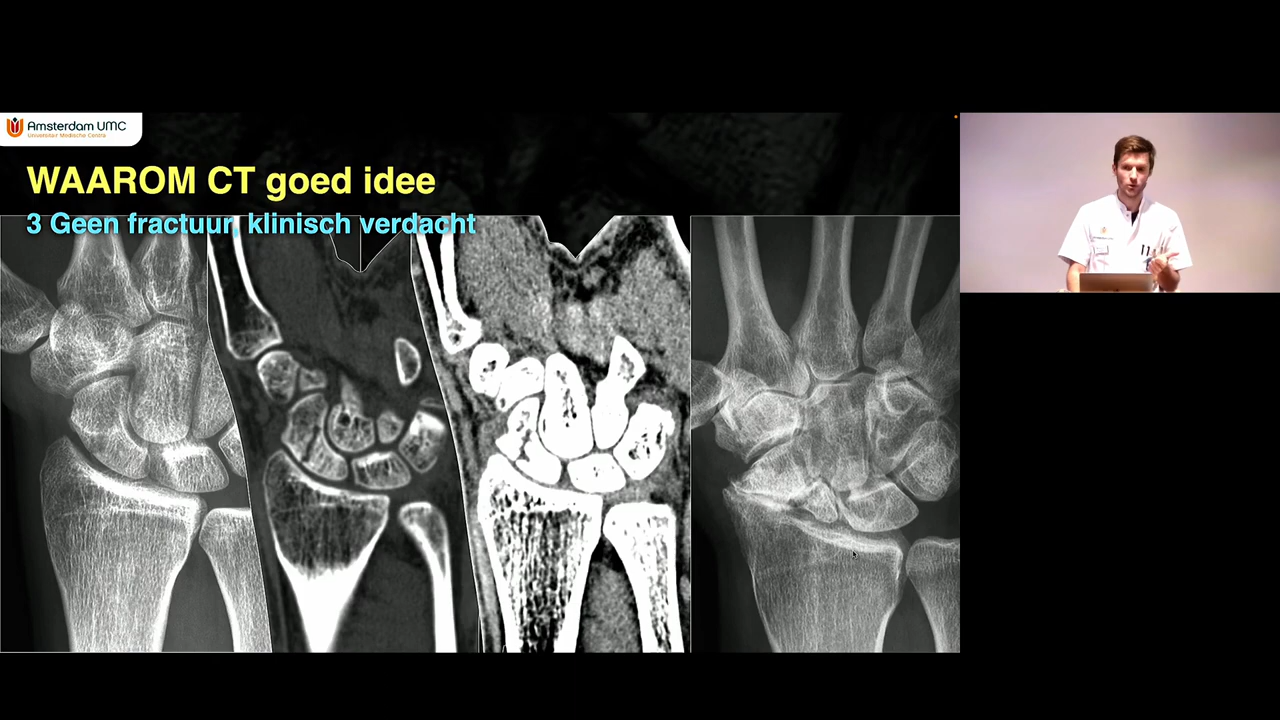 Amsterdam UMC
Universitair Medische Centra
WAAROM CT goed idee
3 Geen fractuur, klinisch verdacht